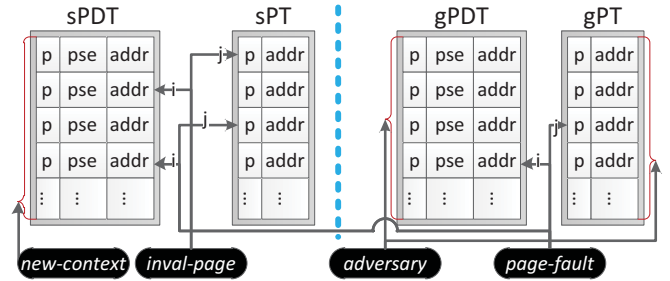 sPDT sPT gPDT gPT
p pse addr j p addr p pse addr p addr
p pse addr i p addr p pse addr p addr
p pse addr j p addr p pse addr j p addr
p pse addr i p addr p pse addr i p addr
⋮ ⋮ ⋮ ⋮ ⋮ ⋮ ⋮ ⋮ ⋮ ⋮
new-context inval-page adversary page-fault